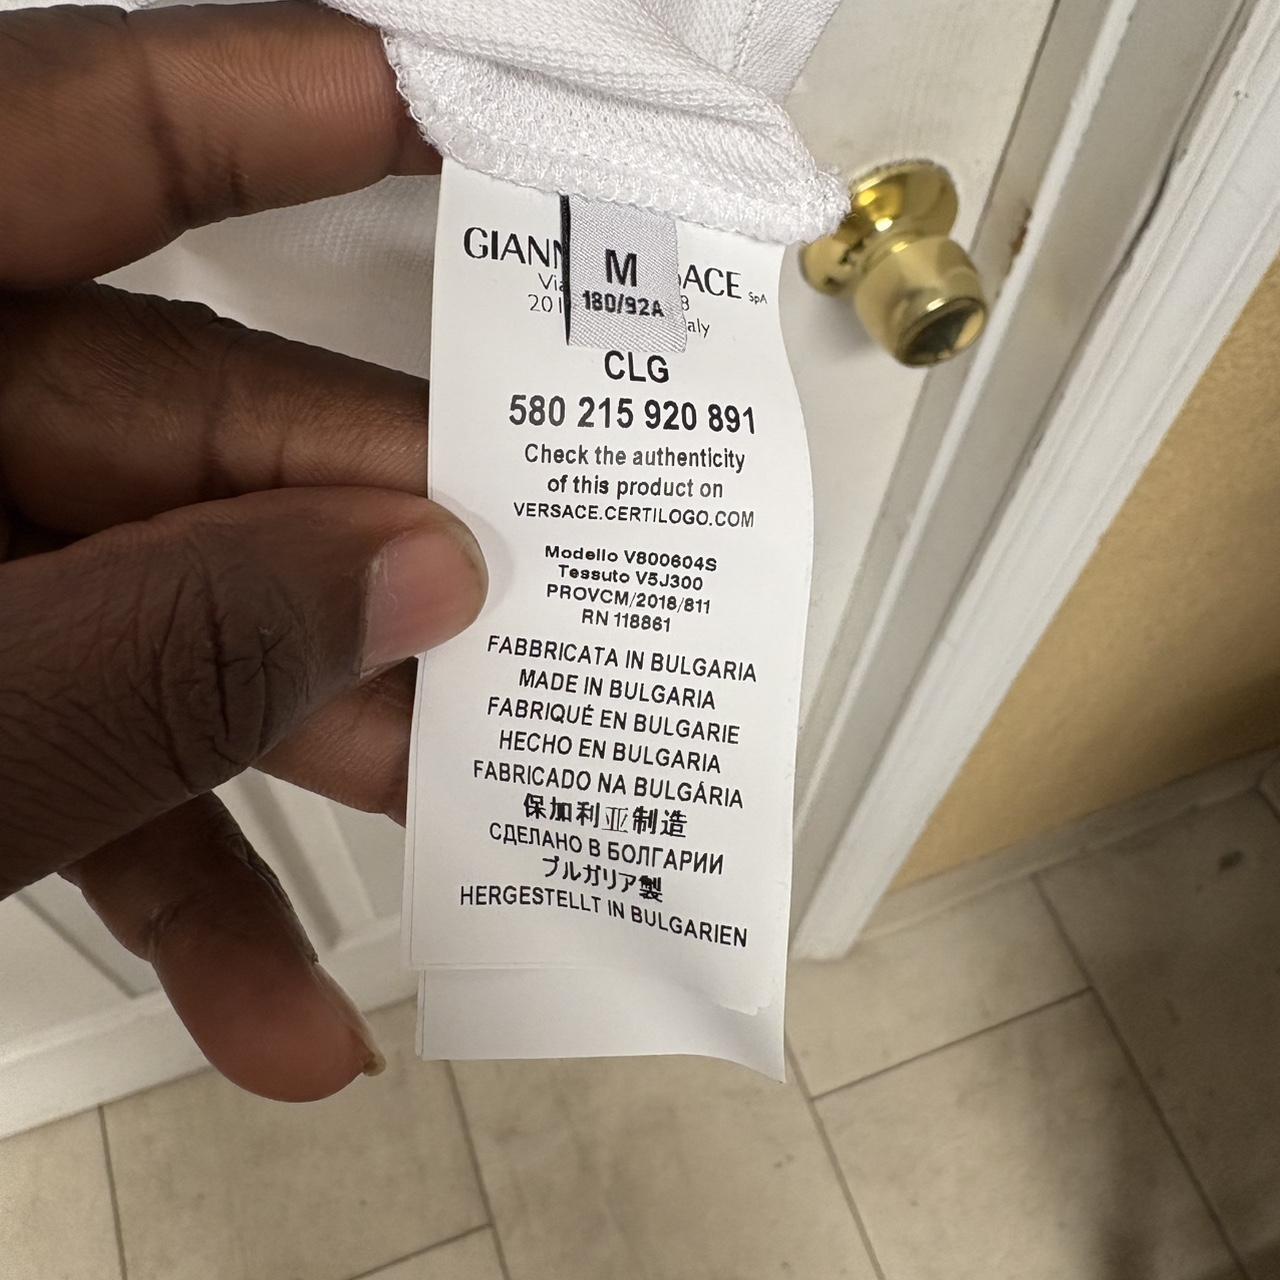 M
180/92A
SpA
CLG
580 215 920 891
Check the authenticity
of this product on
VERSACE.CERTILOGO.COM
Modello V800604S
Tessuto V5J300
PROVCM/2018/811
RN 118861
FABBRICATA IN BULGARIA
MADE IN BULGARIA
FABRIQUÉ EN BULGARIE
HECHO EN BULGARIA
FABRICADO NA BULGÁRIA
保加利亚制造
СДЕЛАНО В БОЛГАРИИ
ブルガリア製
HERGESTELLT IN BULGARIEN